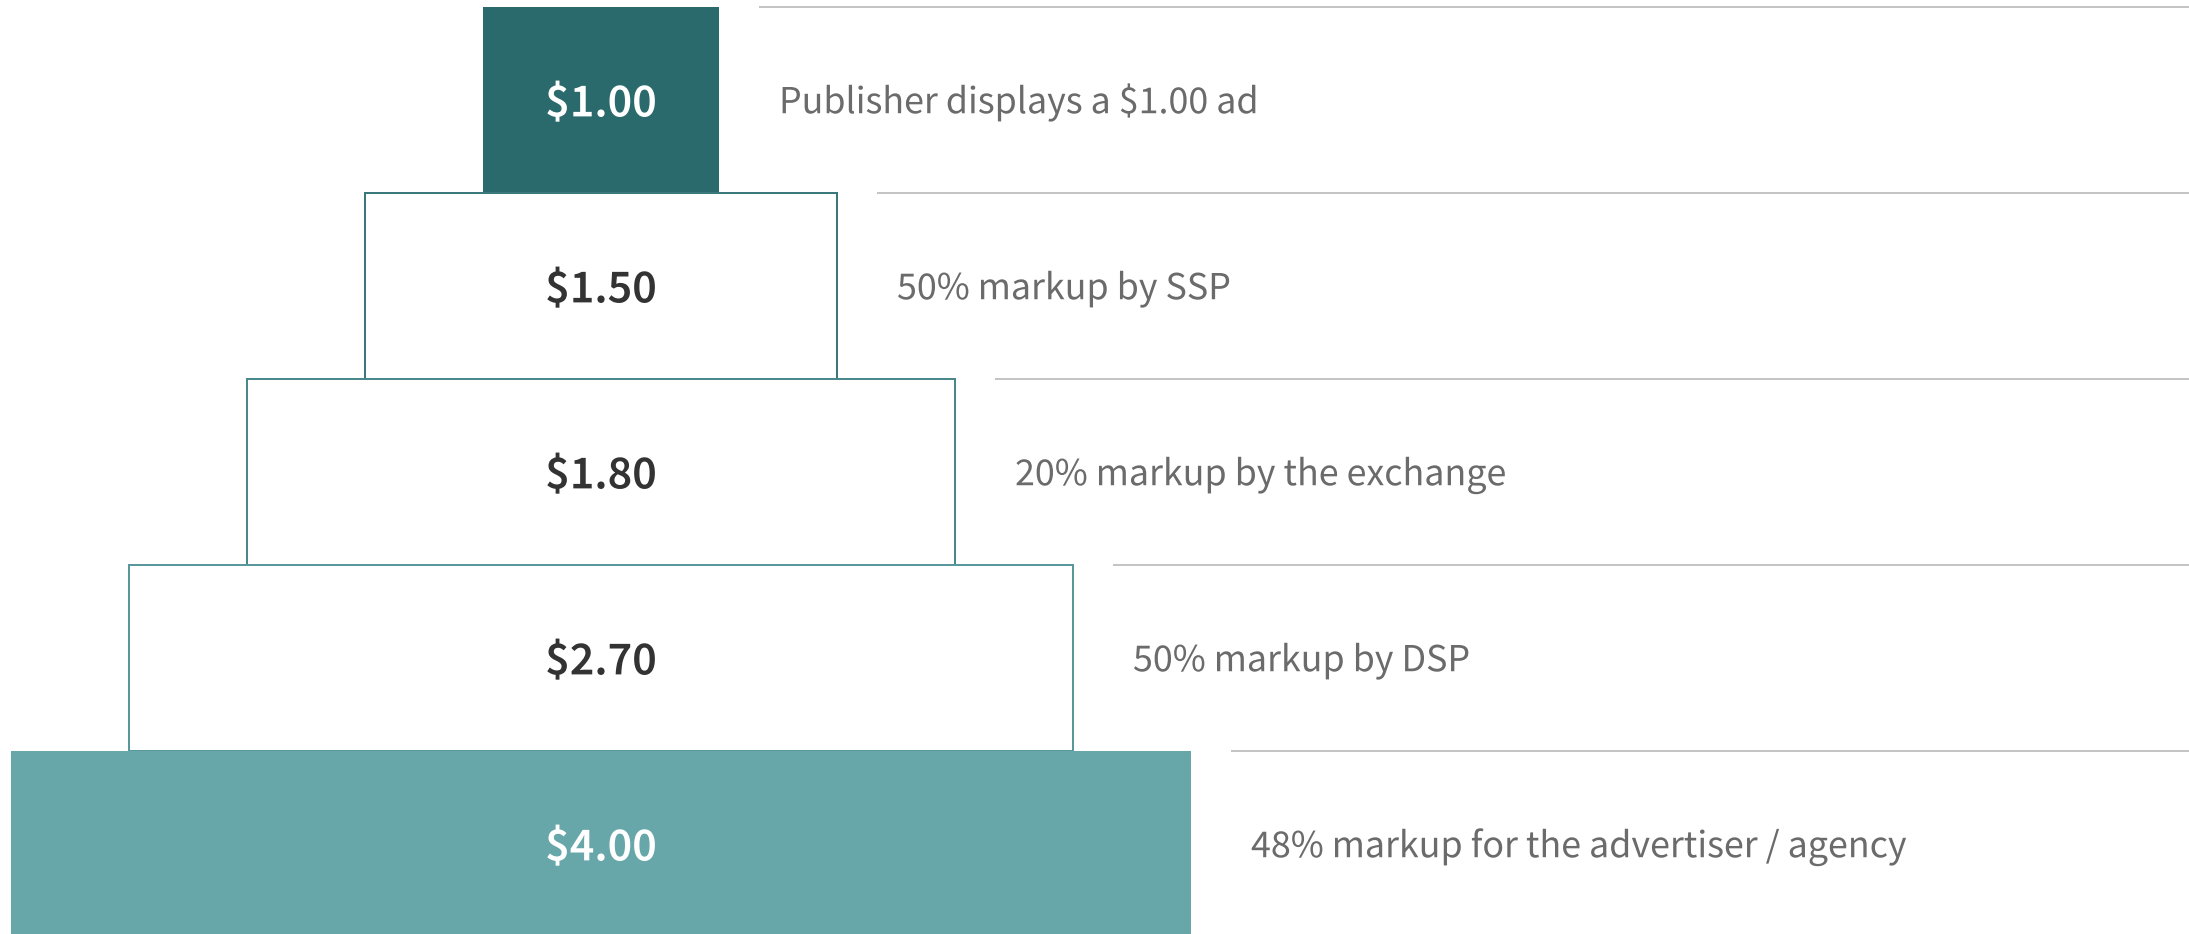 $1.00 Publisher displays a $1.00 ad
$1.50 50% markup by SSP
$1.80 20% markup by the exchange
$2.70 50% markup by DSP
$4.00 48% markup for the advertiser / agency